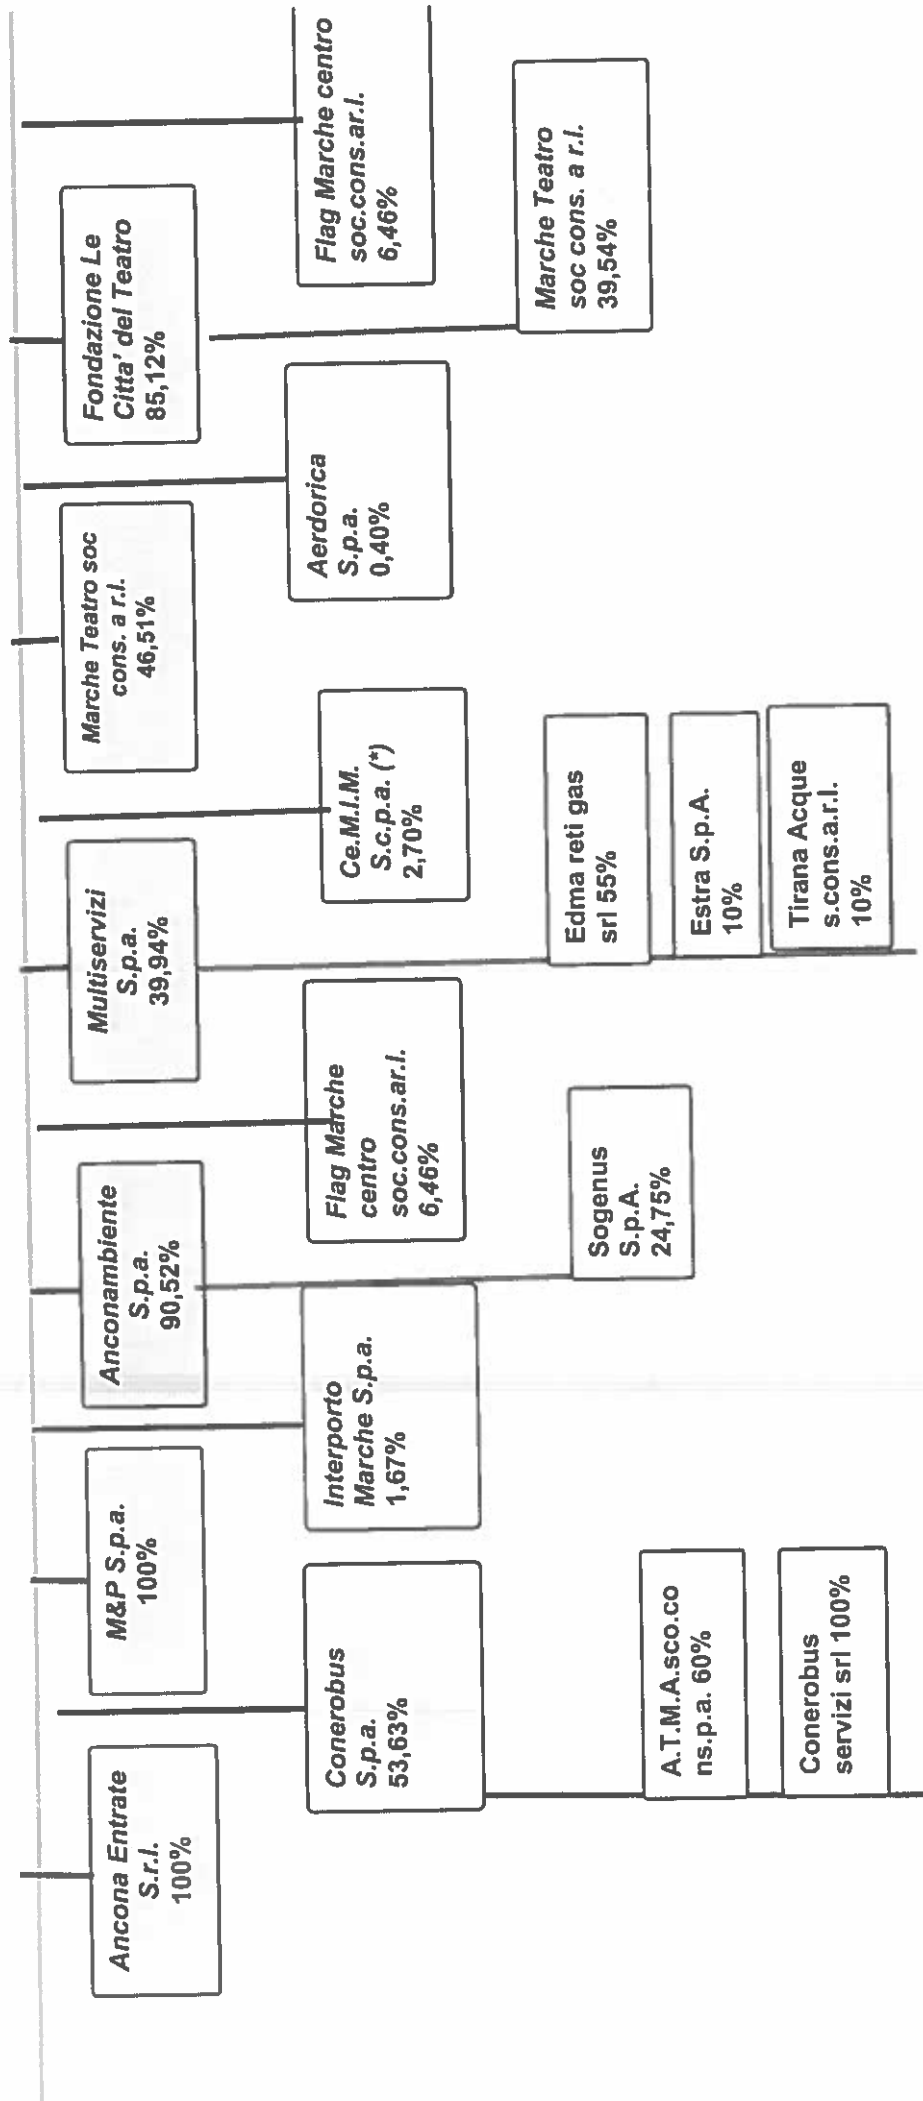 Ancona Entrate
S.r.l.
100%
M&P S.p.a.
100%
Anconambiente
S.p.a.
90,52%
Multiservizi
S.p.a.
39,94%
Marche Teatro soc
cons. a r.l.
46,51%
Fondazione Le
Citta' del Teatro
85,12%
Conerobus
S.p.a.
53,63%
Interporto
Marche S.p.a.
1,67%
Flag Marche
centro
soc.cons.ar.l.
6,46%
Ce.M.I.M.
S.c.p.a. (*)
2,70%
Aerdorica
S.p.a.
0,40%
Flag Marche centro
soc.cons.ar.l.
6,46%
A.T.M.A.sco.co
ns.p.a. 60%
Conerobus
servizi srl 100%
Sogenus
S.p.A.
24,75%
Edma reti gas
srl 55%
Estra S.p.A.
10%
Tirana Acque
s.cons.a.r.l.
10%
Marche Teatro
soc cons. a r.l.
39,54%